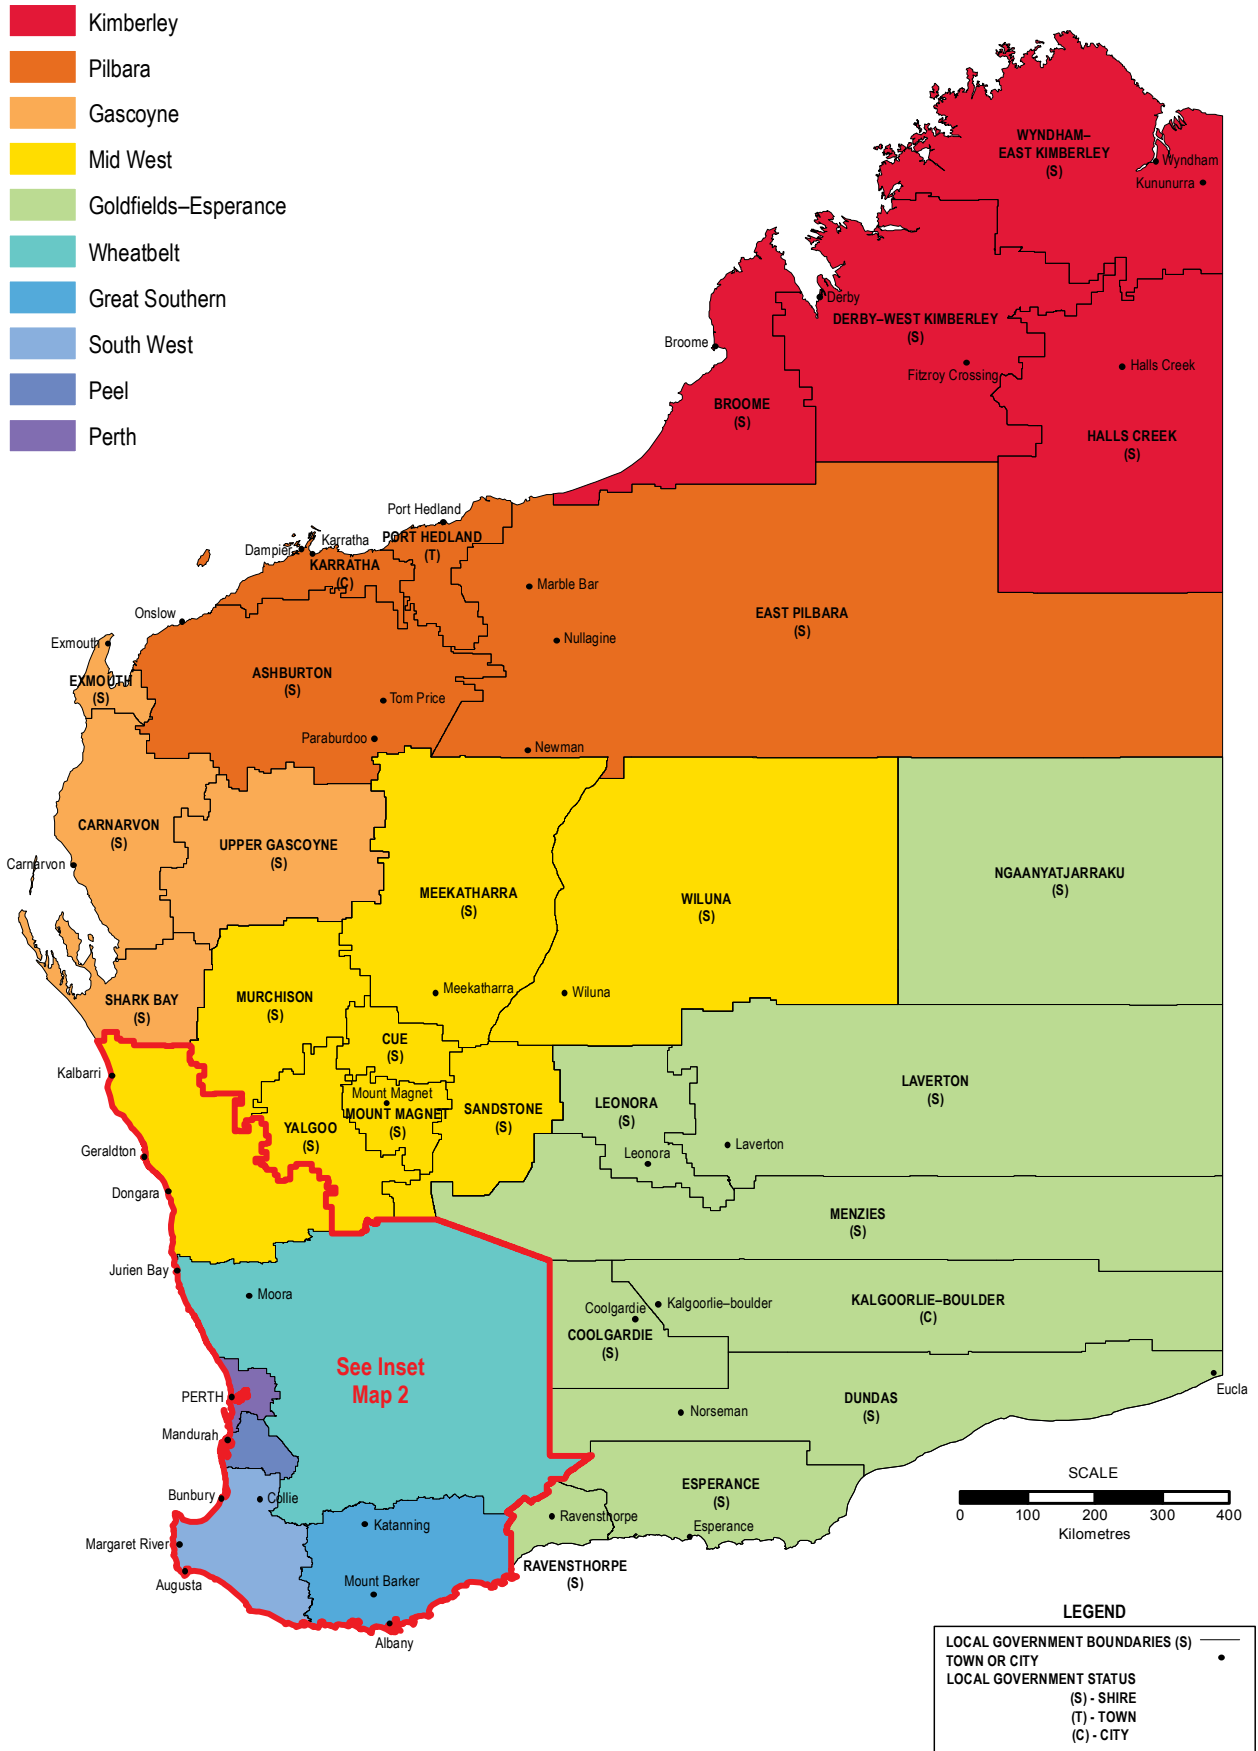 Kimberley
Pilbara
Gascoyne
Mid West
Goldfields–Esperance
Wheatbelt
Great Southern
South West
Peel
Perth
WYNDHAM–
EAST KIMBERLEY
(S)
Wyndham
Kununurra
Derby
DERBY–WEST KIMBERLEY
(S)
Broome
Fitzroy Crossing
Halls Creek
BROOME
(S)
HALLS CREEK
(S)
Port Hedland
PORT HEDLAND
(T)
Dampier
Karratha
KARRATHA
(C)
Marble Bar
Onslow
EAST PILBARA
(S)
Nullagine
Exmouth
EXMOUTH
(S)
ASHBURTON
(S)
Tom Price
Paraburdoo
Newman
CARNARVON
(S)
UPPER GASCOYNE
(S)
Carnarvon
MEEKATHARRA
(S)
WILUNA
(S)
NGAANYATJARRAKU
(S)
SHARK BAY
(S)
MURCHISON
(S)
Meekatharra
Wiluna
CUE
(S)
Kalbarri
Mount Magnet
MOUNT MAGNET
(S)
SANDSTONE
(S)
LEONORA
(S)
LAVERTON
(S)
YALGOO
(S)
Geraldton
Leonora
Laverton
Dongara
MENZIES
(S)
Jurien Bay
Moora
Coolgardie
Kalgoorlie–boulder
KALGOORLIE–BOULDER
(C)
COOLGARDIE
(S)
See Inset
Map 2
PERTH
DUNDAS
(S)
Eucla
Norseman
Mandurah
Bunbury
Collie
ESPERANCE
(S)
SCALE
0 100 200 300 400
Kilometres
Katanning
Ravensthorpe
Esperance
Margaret River
RAVENSTHORPE
(S)
Augusta
Mount Barker
Albany
LEGEND
LOCAL GOVERNMENT BOUNDARIES (S)
TOWN OR CITY
LOCAL GOVERNMENT STATUS
(S) - SHIRE
(T) - TOWN
(C) - CITY